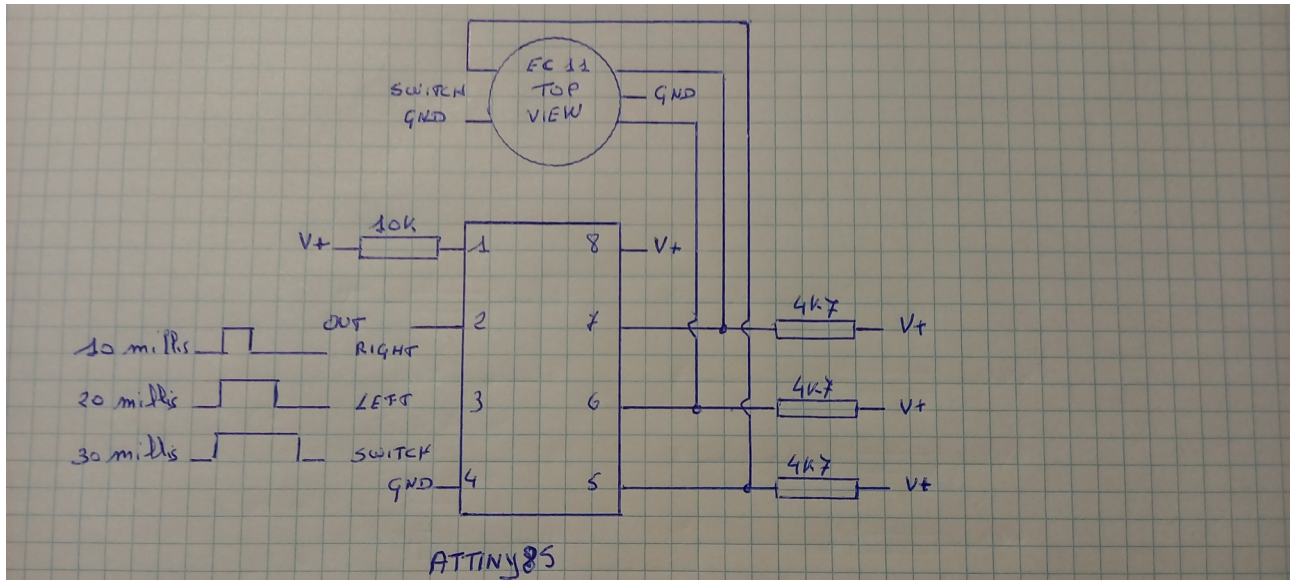 EC 11
SWITCH TOP GND
GND VIEW
10K
V+ 1 8 V+
4K7
OUT 2 7 V+
10 millis RIGHT
4K7
20 millis LEFT 3 6 V+
30 millis SWITCH
4K7
GND 4 5 V+
ATTINY85